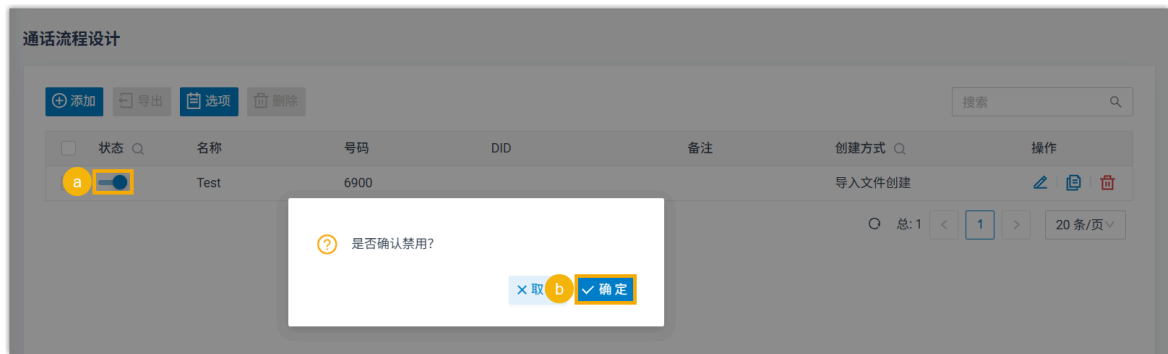 通话流程设计
添加 导出 选项 删除 搜索
状态 名称 号码 DID 备注 创建方式 操作
a Test 6900 导入文件创建
总: 1 < 1 > 20 条/页
是否确认禁用?
取 b 确定